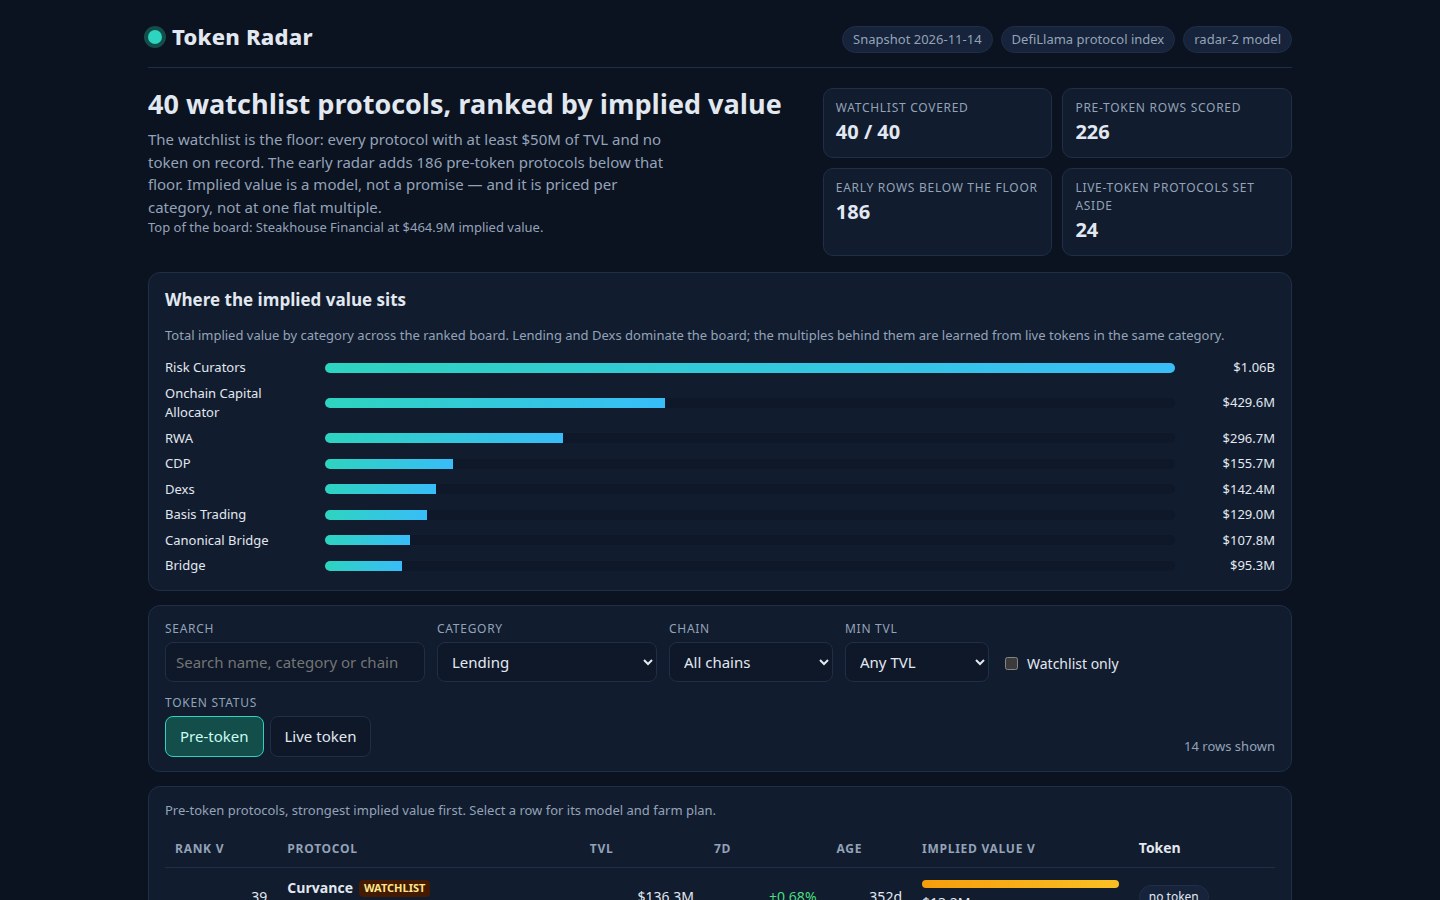 Token Radar
Snapshot 2026-11-14
DefiLlama protocol index
radar-2 model
40 watchlist protocols, ranked by implied value
The watchlist is the floor: every protocol with at least $50M of TVL and no
token on record. The early radar adds 186 pre-token protocols below that
floor. Implied value is a model, not a promise — and it is priced per
category, not at one flat multiple.
Top of the board: Steakhouse Financial at $464.9M implied value.
WATCHLIST COVERED
40 / 40
PRE-TOKEN ROWS SCORED
226
EARLY ROWS BELOW THE FLOOR
186
LIVE-TOKEN PROTOCOLS SET
ASIDE
24
Where the implied value sits
Total implied value by category across the ranked board. Lending and Dexs dominate the board; the multiples behind them are learned from live tokens in the same category.
Risk Curators $1.06B
Onchain Capital
Allocator $429.6M
RWA $296.7M
CDP $155.7M
Dexs $142.4M
Basis Trading $129.0M
Canonical Bridge $107.8M
Bridge $95.3M
SEARCH CATEGORY CHAIN MIN TVL
Search name, category or chain Lending All chains Any TVL Watchlist only
TOKEN STATUS
Pre-token Live token
14 rows shown
Pre-token protocols, strongest implied value first. Select a row for its model and farm plan.
RANK V PROTOCOL TVL 7D AGE IMPLIED VALUE V Token
39 Curvance WATCHLIST $136.3M +0.68% 352d no token